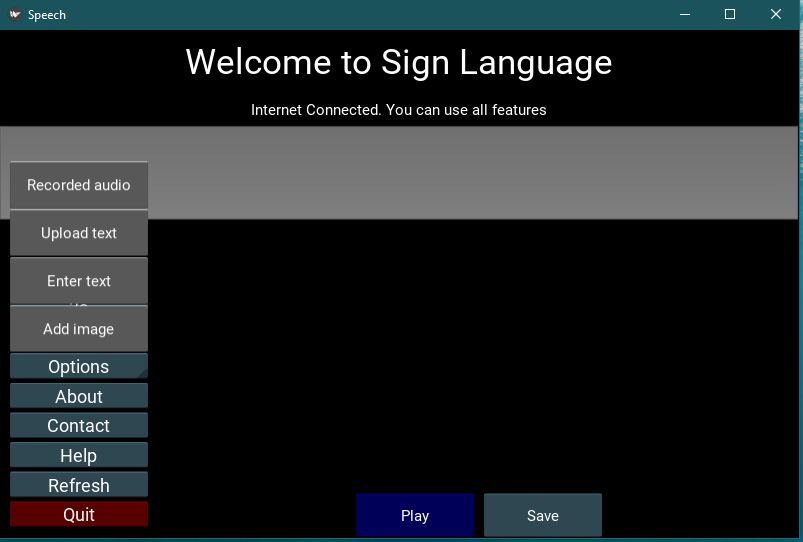 Speech
Welcome to Sign Language
Internet Connected. You can use all features
Recorded audio
Upload text
Enter text
Add image
Options
About
Contact
Help
Refresh
Quit
Play
Save